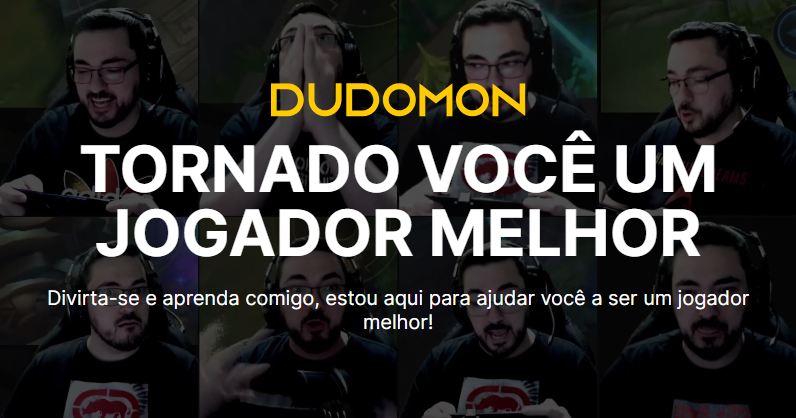 DUDOMON
TORNADO VOCÊ UM
JOGADOR MELHOR
Divirta-se e aprenda comigo, estou aqui para ajudar você a ser um jogador
melhor!